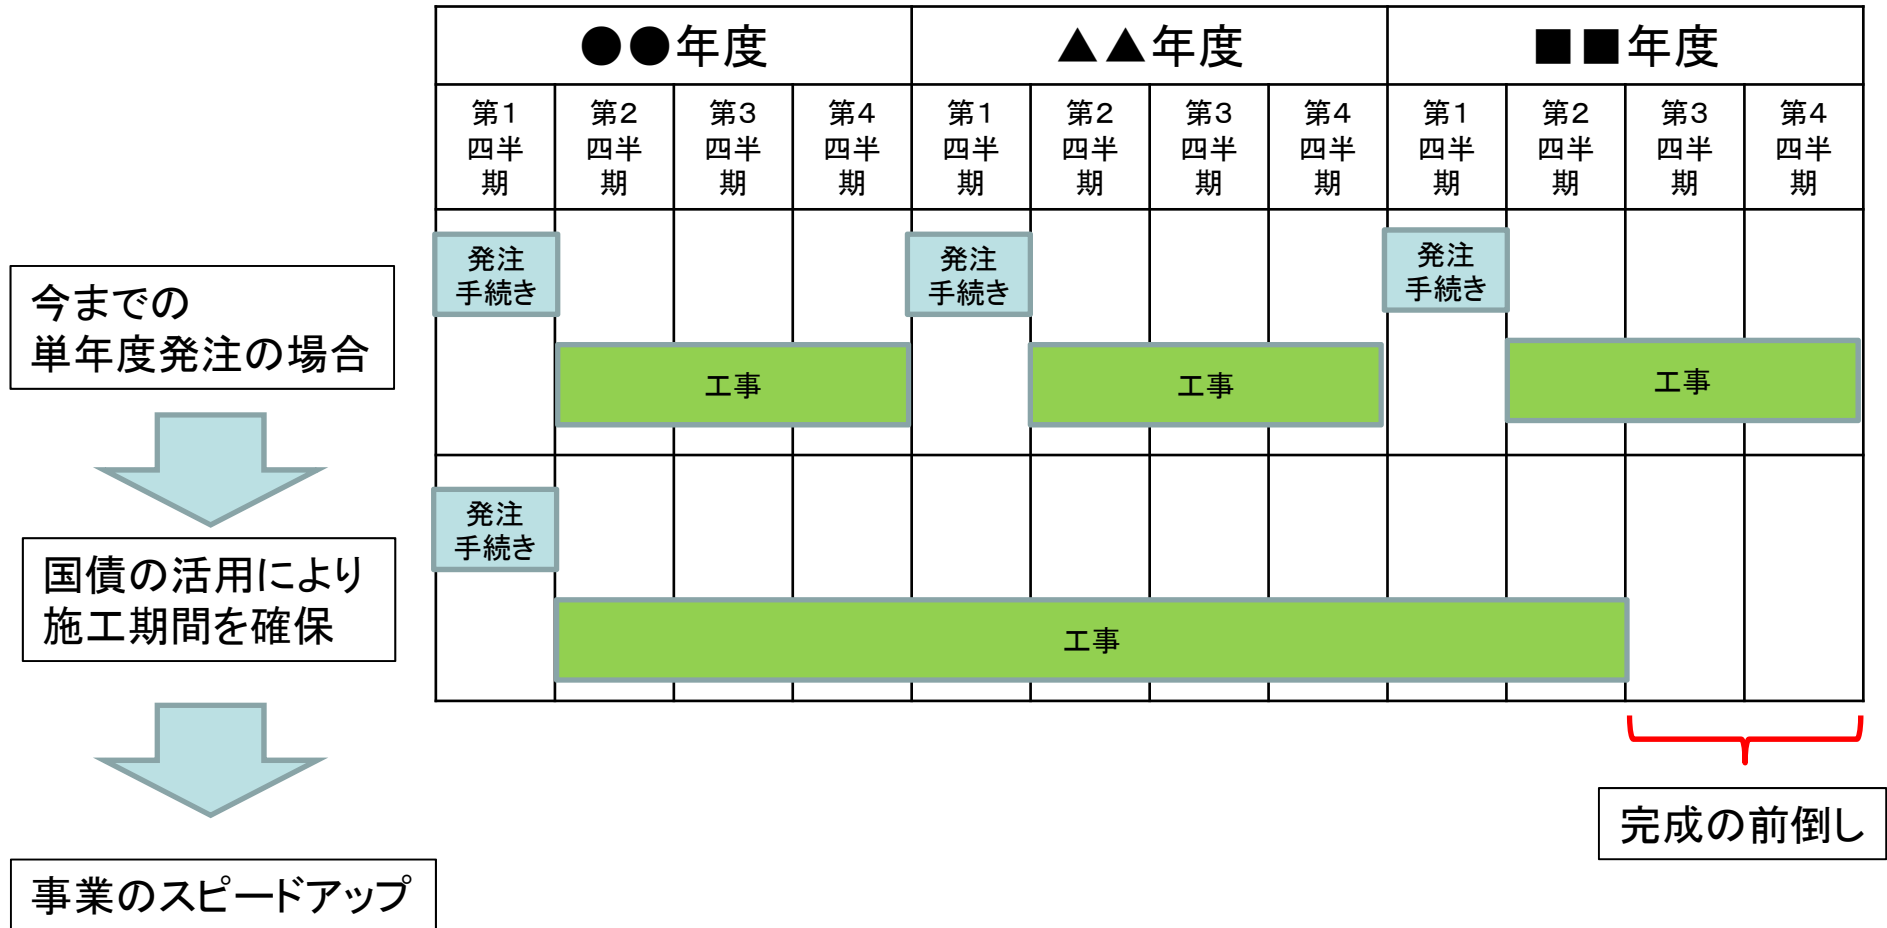 ●●年度
▲▲年度
■■年度
第1
四半
期
第2
四半
期
第3
四半
期
第4
四半
期
第1
四半
期
第2
四半
期
第3
四半
期
第4
四半
期
第1
四半
期
第2
四半
期
第3
四半
期
第4
四半
期
今までの
単年度発注の場合
発注
手続き
発注
手続き
発注
手続き
工事
工事
工事
国債の活用により
施工期間を確保
発注
手続き
工事
完成の前倒し
事業のスピードアップ